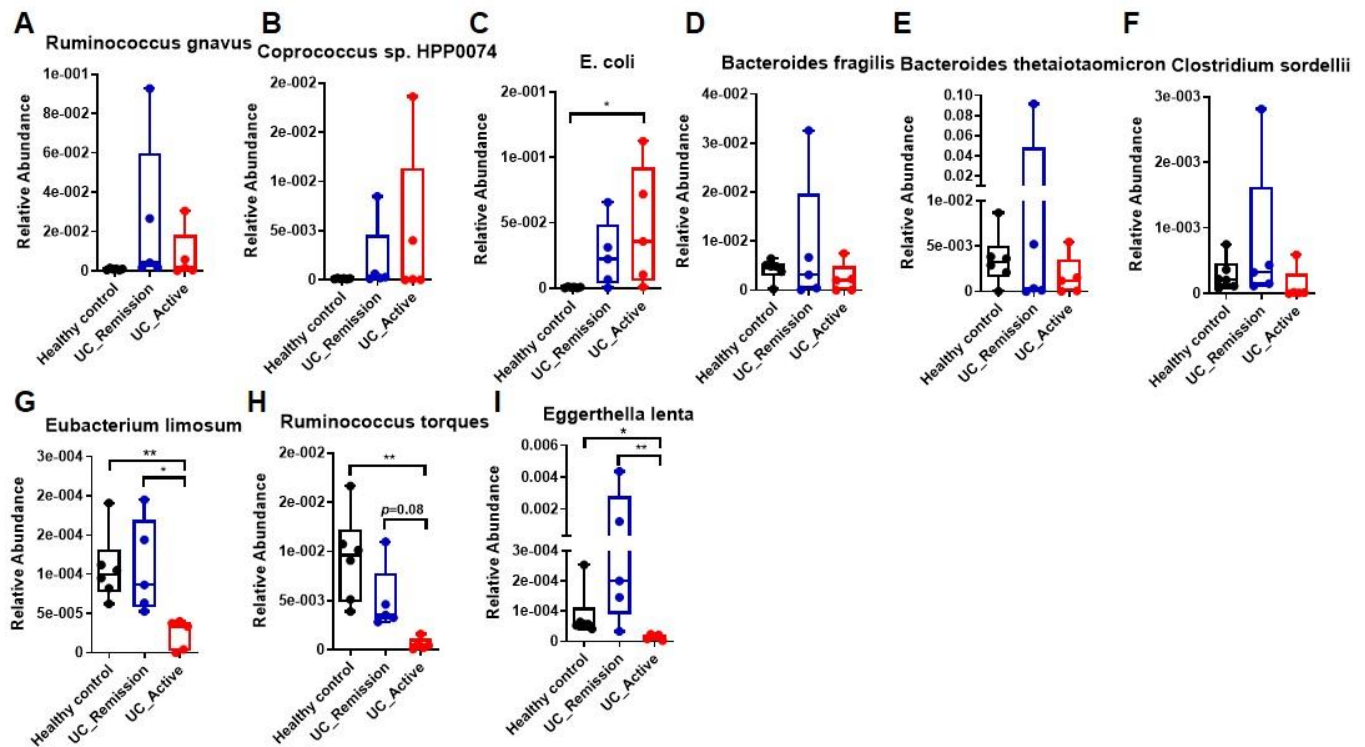 A
Ruminococcus gnavus
Relative Abundance
1e-001
8e-002
6e-002
4e-002
2e-002
0
Healthy control
UC_Remission
UC_Active
B
Coprococcus sp. HPP0074
Relative Abundance
2e-002
2e-002
1e-002
5e-003
0
Healthy control
UC_Remission
UC_Active
C
E. coli
Relative Abundance
2e-001
1e-001
5e-002
0
*
Healthy control
UC_Remission
UC_Active
D
Bacteroides fragilis
Relative Abundance
4e-002
3e-002
2e-002
1e-002
0
Healthy control
UC_Remission
UC_Active
E
Bacteroides thetaiotaomicron
Relative Abundance
0.10
0.08
0.06
0.04
0.02
1e-002
5e-003
0
Healthy control
UC_Remission
UC_Active
F
Clostridium sordellii
Relative Abundance
3e-003
2e-003
1e-003
0
Healthy control
UC_Remission
UC_Active
G
Eubacterium limosum
Relative Abundance
3e-004
2e-004
2e-004
1e-004
5e-005
0
**
*
Healthy control
UC_Remission
UC_Active
H
Ruminococcus torques
Relative Abundance
2e-002
2e-002
1e-002
5e-003
0
**
p=0.08
Healthy control
UC_Remission
UC_Active
I
Eggerthella lenta
Relative Abundance
0.006
0.004
0.002
3e-004
2e-004
1e-004
0
*
**
Healthy control
UC_Remission
UC_Active